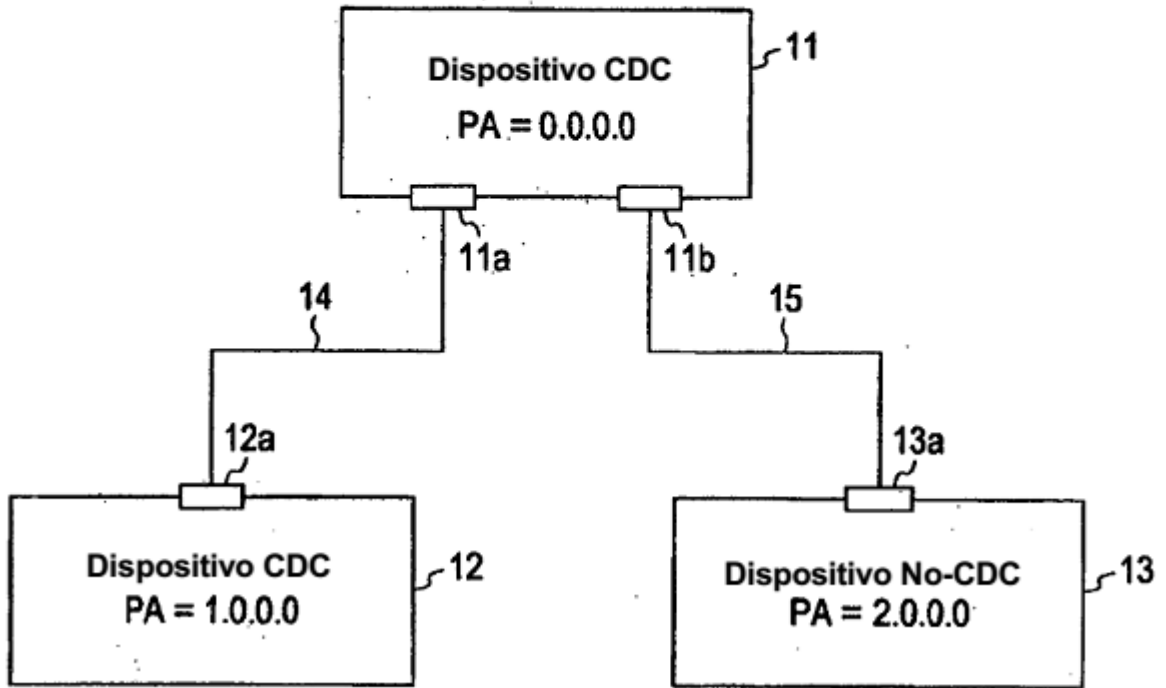 Dispositivo CDC
PA = 0.0.0.0
11
11a
11b
14
15
12a
13a
Dispositivo CDC
PA = 1.0.0.0
12
Dispositivo No-CDC
PA = 2.0.0.0
13